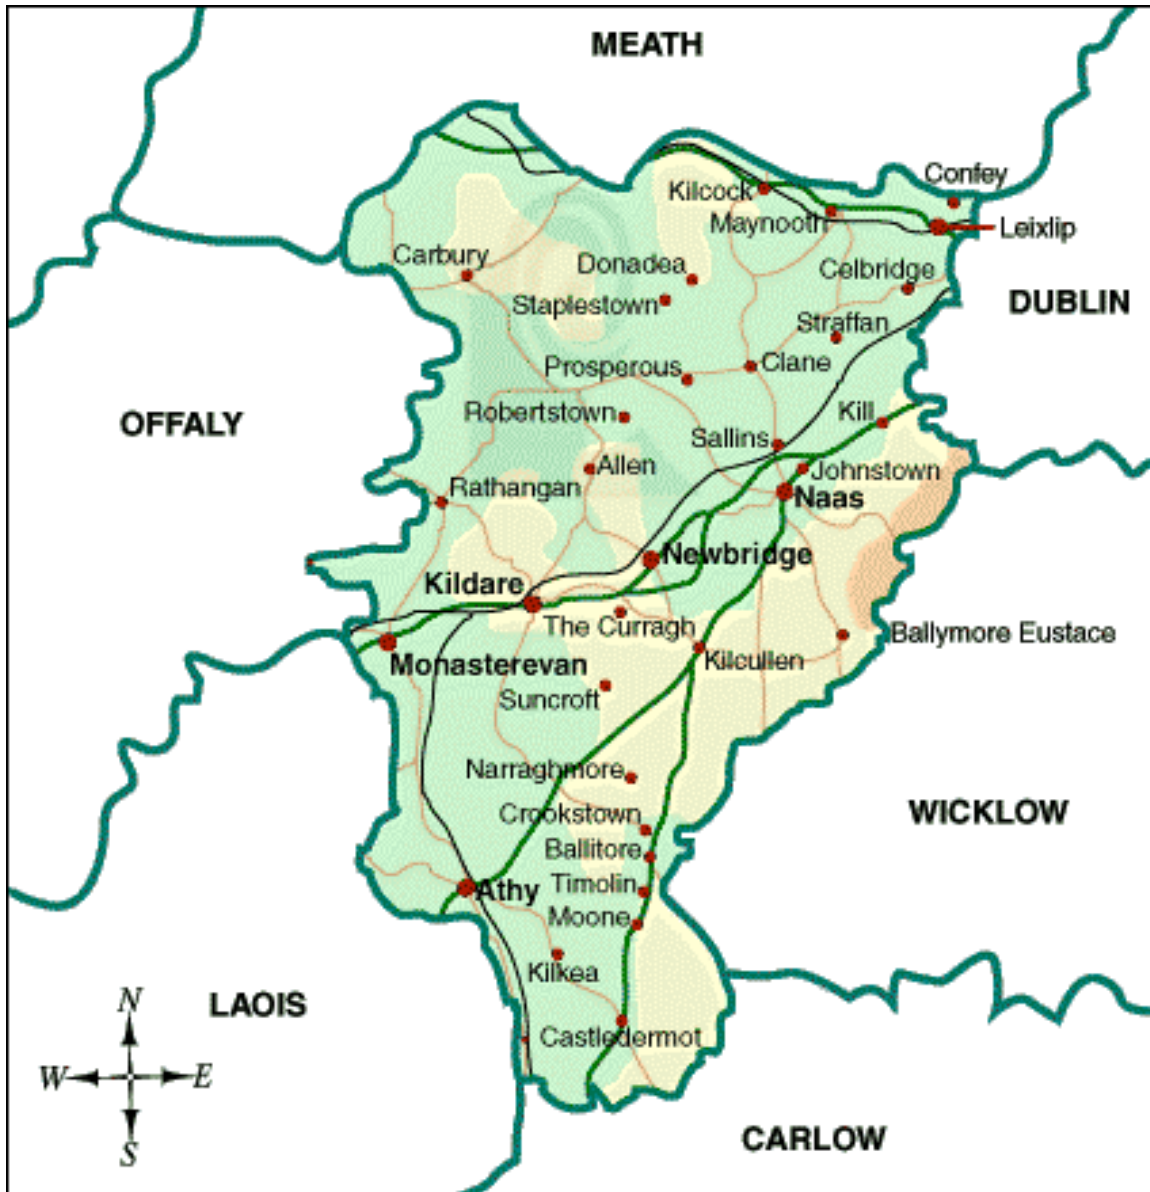 MEATH
Confey
Kilcock
Maynooth
Leixlip
Carbury
Donadea
Celbridge
Staplestown
DUBLIN
Straffan
Prosperous
Clane
Robertstown
Kill
OFFALY
Sallins
Allen
Johnstown
Rathangan
Naas
Newbridge
Kildare
The Curragh
Ballymore Eustace
Monasterevan
Kilcullen
Suncroft
Narraghmore
Crookstown
WICKLOW
Ballitore
Timolin
Athy
Moone
Kilkea
LAOIS
N
Castledermot
W
E
S
CARLOW